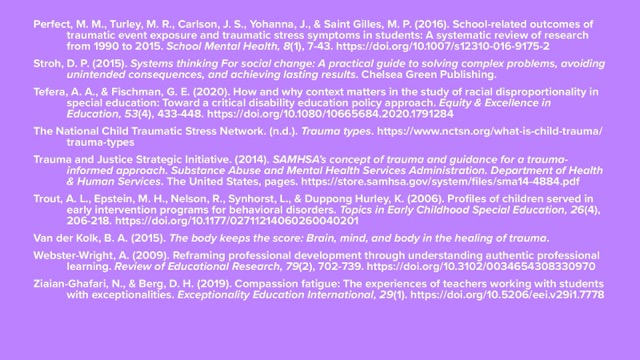 Perfect, M. M., Turley, M. R., Carlson, J. S., Yohanna, J., & Saint Gilles, M. P. (2016). School-related outcomes of
traumatic event exposure and traumatic stress symptoms in students: A systematic review of research
from 1990 to 2015. School Mental Health, 8(1), 7-43. https://doi.org/10.1007/s12310-016-9175-2
Stroh, D. P. (2015). Systems thinking For social change: A practical guide to solving complex problems, avoiding
unintended consequences, and achieving lasting results. Chelsea Green Publishing.
Tefera, A. A., & Fischman, G. E. (2020). How and why context matters in the study of racial disproportionality in
special education: Toward a critical disability education policy approach. Equity & Excellence in
Education, 53(4), 433-448. https://doi.org/10.1080/10665684.2020.1791284
The National Child Traumatic Stress Network. (n.d.). Trauma types. https://www.nctsn.org/what-is-child-trauma/
trauma-types
Trauma and Justice Strategic Initiative. (2014). SAMHSA's concept of trauma and guidance for a trauma-
informed approach. Substance Abuse and Mental Health Services Administration. Department of Health
& Human Services. The United States, pages. https://store.samhsa.gov/system/files/sma14-4884.pdf
Trout, A. L., Epstein, M. H., Nelson, R., Synhorst, L., & Duppong Hurley, K. (2006). Profiles of children served in
early intervention programs for behavioral disorders. Topics in Early Childhood Special Education, 26(4),
206-218. https://doi.org/10.1177/02711214060260040201
Van der Kolk, B. A. (2015). The body keeps the score: Brain, mind, and body in the healing of trauma.
Webster-Wright, A. (2009). Reframing professional development through understanding authentic professional
learning. Review of Educational Research, 79(2), 702-739. https://doi.org/10.3102/0034654308330970
Ziaian-Ghafari, N., & Berg, D. H. (2019). Compassion fatigue: The experiences of teachers working with students
with exceptionalities. Exceptionality Education International, 29(1). https://doi.org/10.5206/eei.v29i1.7778